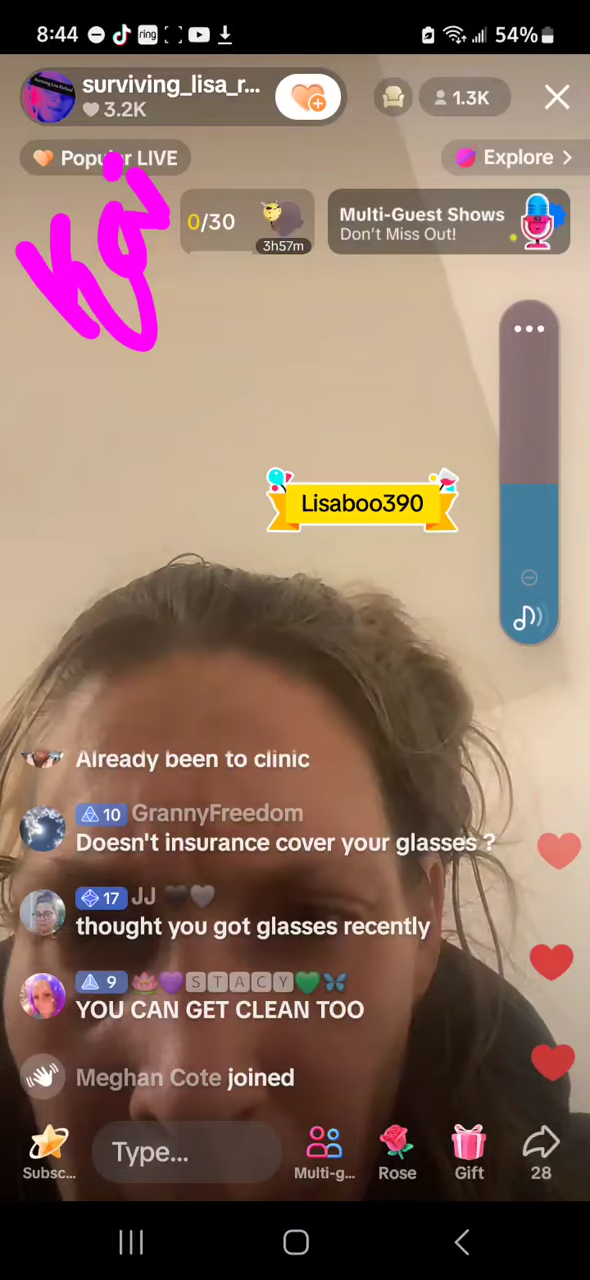 8:44
ring
54%
surviving_lisa_r...
3.2K
1.3K
Popular LIVE
Explore >
Kai
0/30
3h57m
Multi-Guest Shows
Don't Miss Out!
Lisaboo390
Already been to clinic
10 GrannyFreedom
Doesn't insurance cover your glasses ?
17 JJ 🖤🤍
thought you got glasses recently
9 🪷💜🅂🅃🄰🄲🅈💚🦋
YOU CAN GET CLEAN TOO
Meghan Cote joined
Type...
Subsc...
Multi-g...
Rose
Gift
28